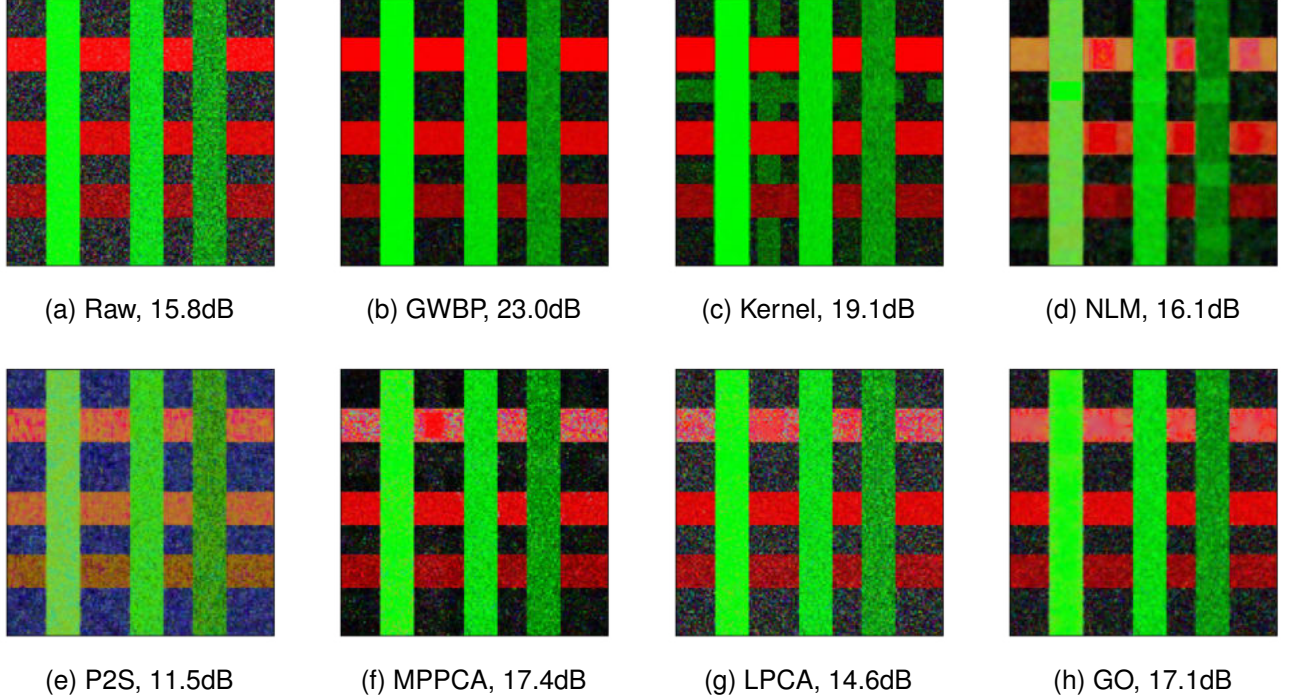 (a) Raw, 15.8dB
(b) GWBP, 23.0dB
(c) Kernel, 19.1dB
(d) NLM, 16.1dB
(e) P2S, 11.5dB
(f) MPPCA, 17.4dB
(g) LPCA, 14.6dB
(h) GO, 17.1dB